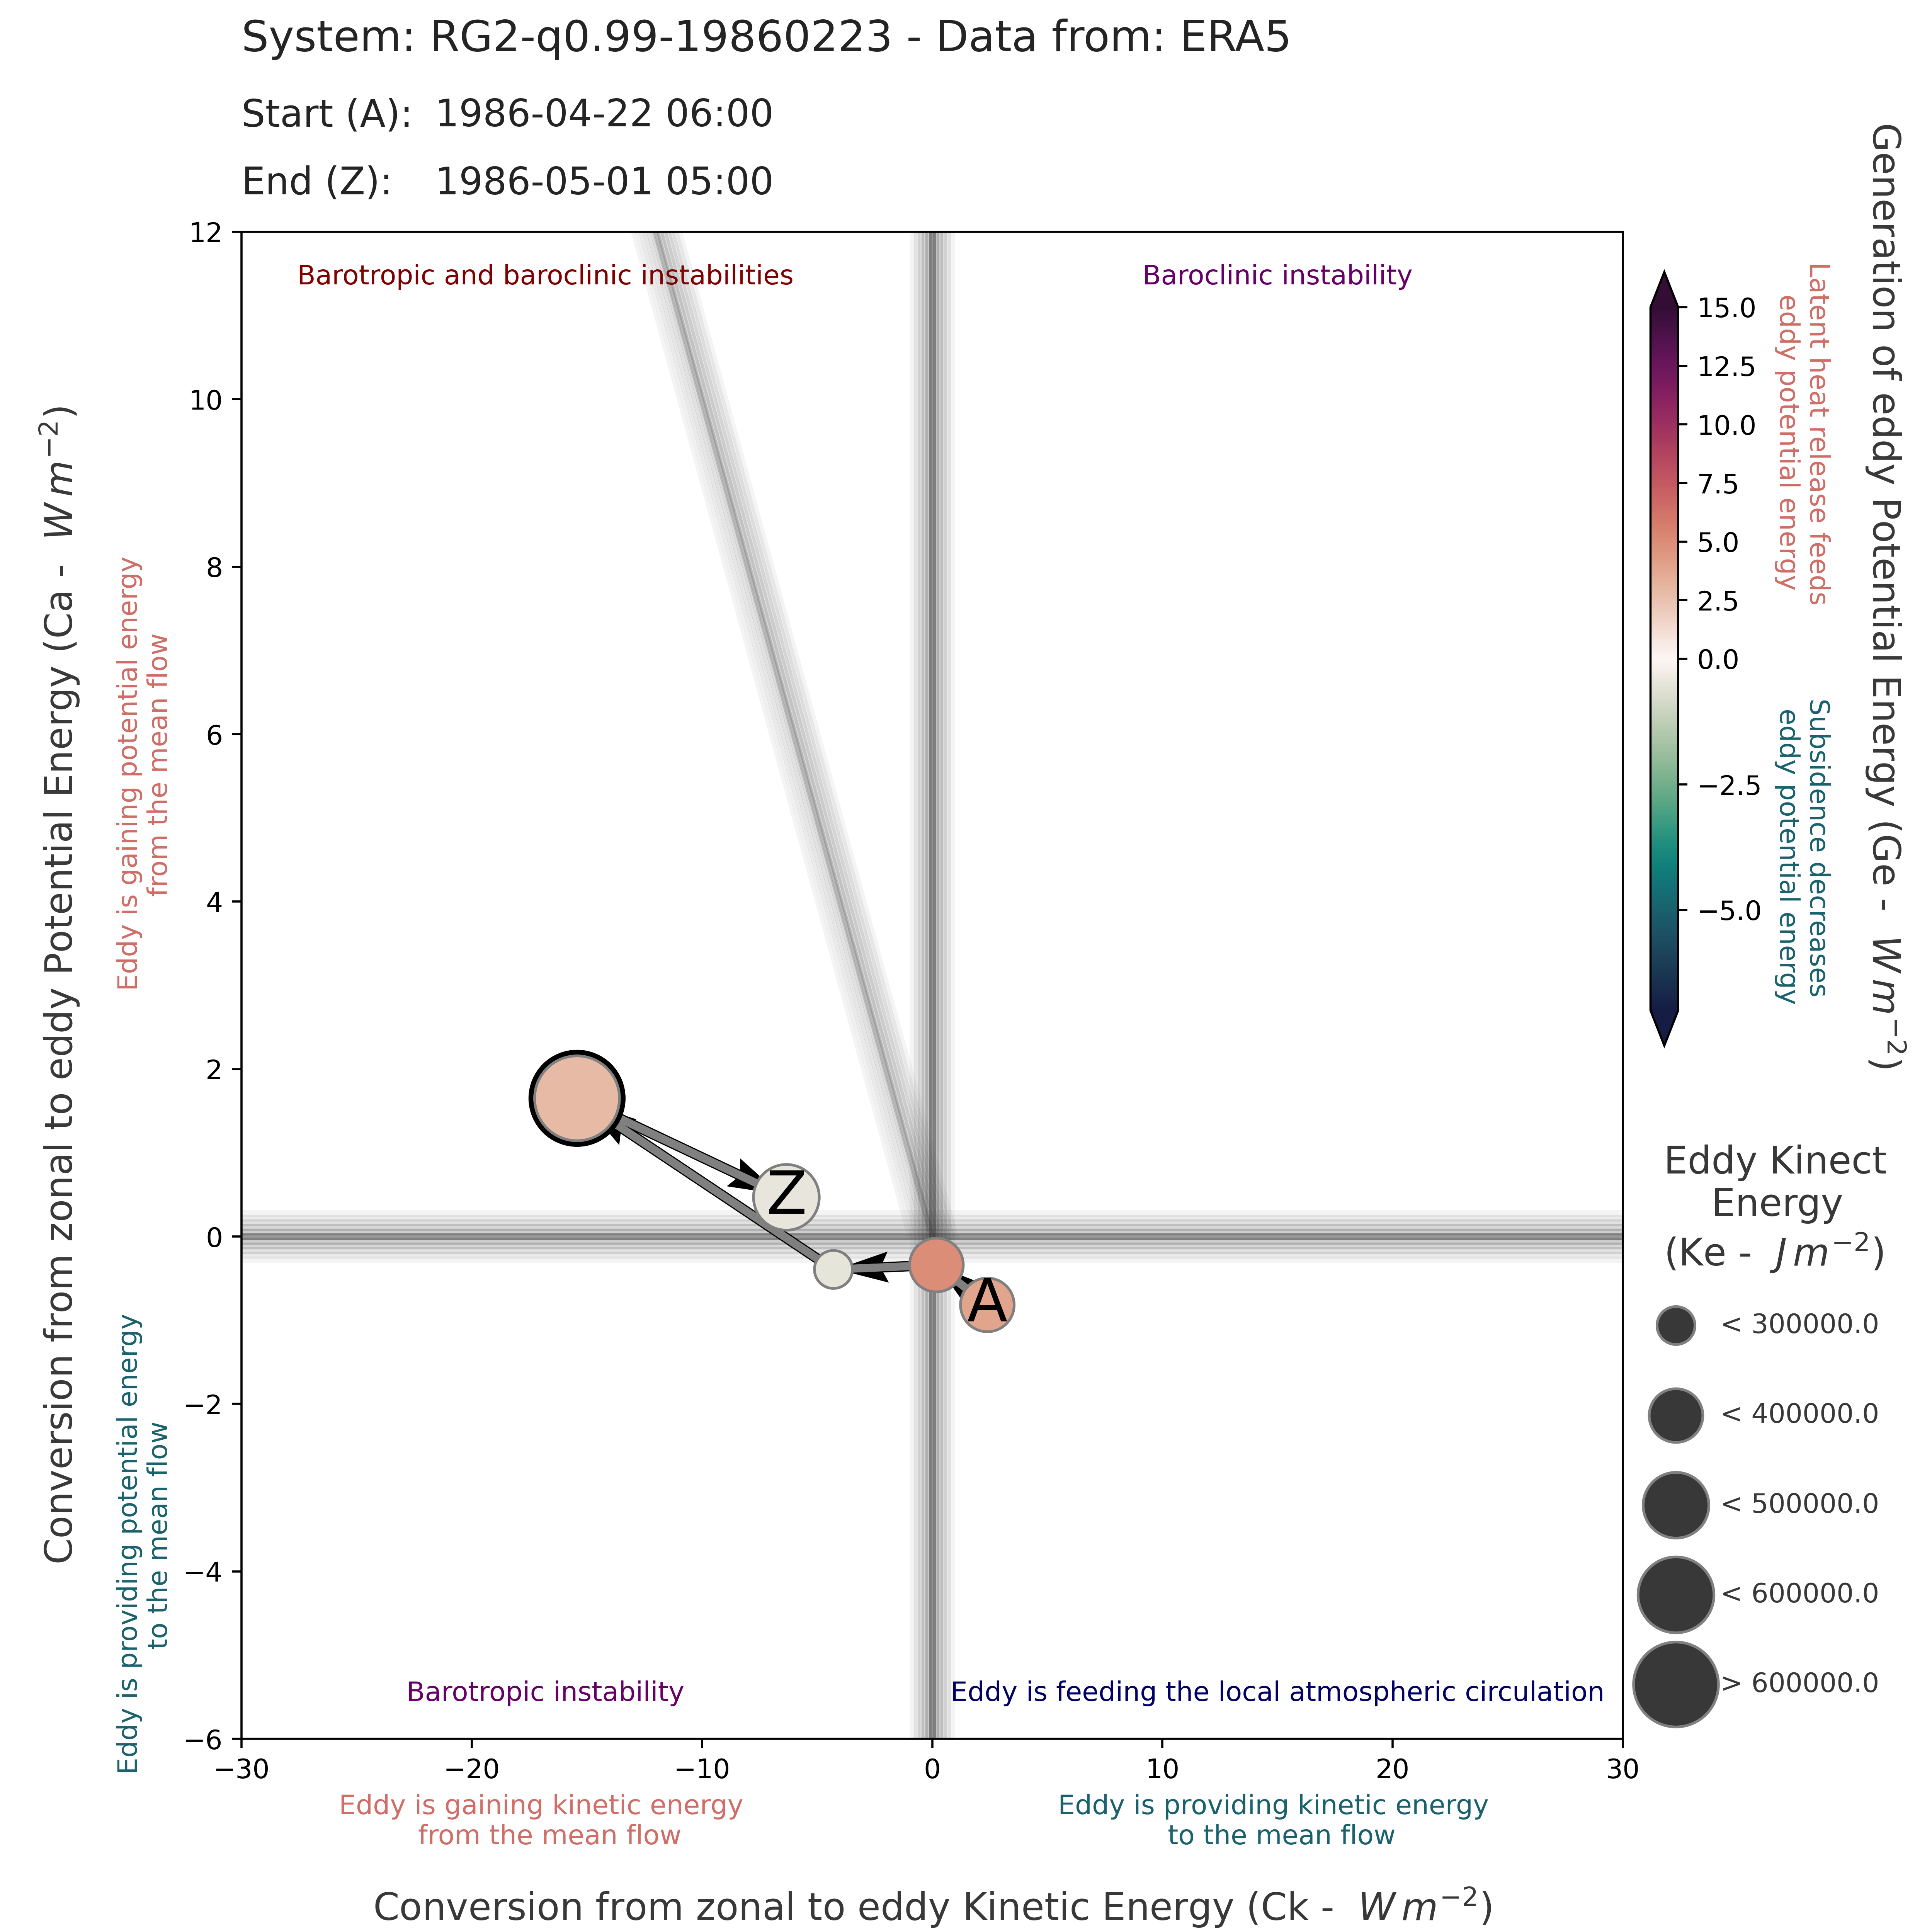 System: RG2-q0.99-19860223 - Data from: ERA5
Start (A): 1986-04-22 06:00
End (Z): 1986-05-01 05:00
Conversion from zonal to eddy Potential Energy (Ca - W m⁻²)
Eddy is gaining potential energy
from the mean flow
Eddy is providing potential energy
to the mean flow
12
10
8
6
4
2
0
−2
−4
−6
Barotropic and baroclinic instabilities
Baroclinic instability
Z
A
Barotropic instability
Eddy is feeding the local atmospheric circulation
−30
−20
−10
0
10
20
30
Eddy is gaining kinetic energy
from the mean flow
Eddy is providing kinetic energy
to the mean flow
Conversion from zonal to eddy Kinetic Energy (Ck - W m⁻²)
15.0
12.5
10.0
7.5
5.0
2.5
0.0
−2.5
−5.0
Latent heat release feeds
eddy potential energy
Subsidence decreases
eddy potential energy
Generation of eddy Potential Energy (Ge - W m⁻²)
Eddy Kinect
Energy
(Ke - J m⁻²)
< 300000.0
< 400000.0
< 500000.0
< 600000.0
> 600000.0